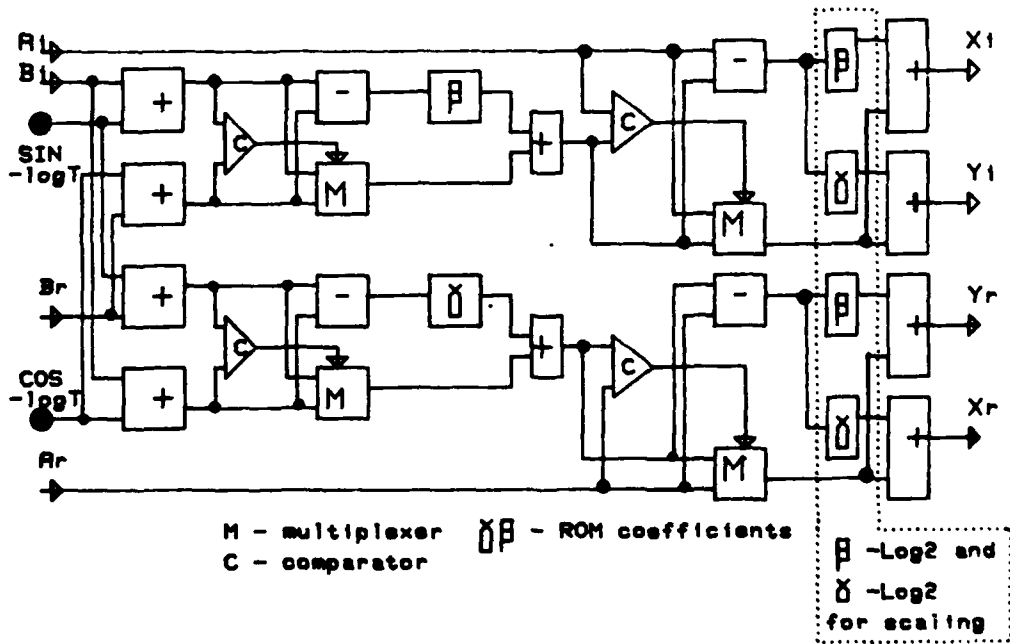 Ai
Bi
SIN
-logT
Br
COS
-logT
Ar
+
+
+
+
C
C
-
M
-
M
β
γ
+
+
C
C
-
M
-
M
β
γ
β
γ
+
+
+
+
Xi
Yi
Yr
Xr
M - multiplexer
C - comparator
γ β - ROM coefficients
β -Log2 and
γ -Log2
for scaling